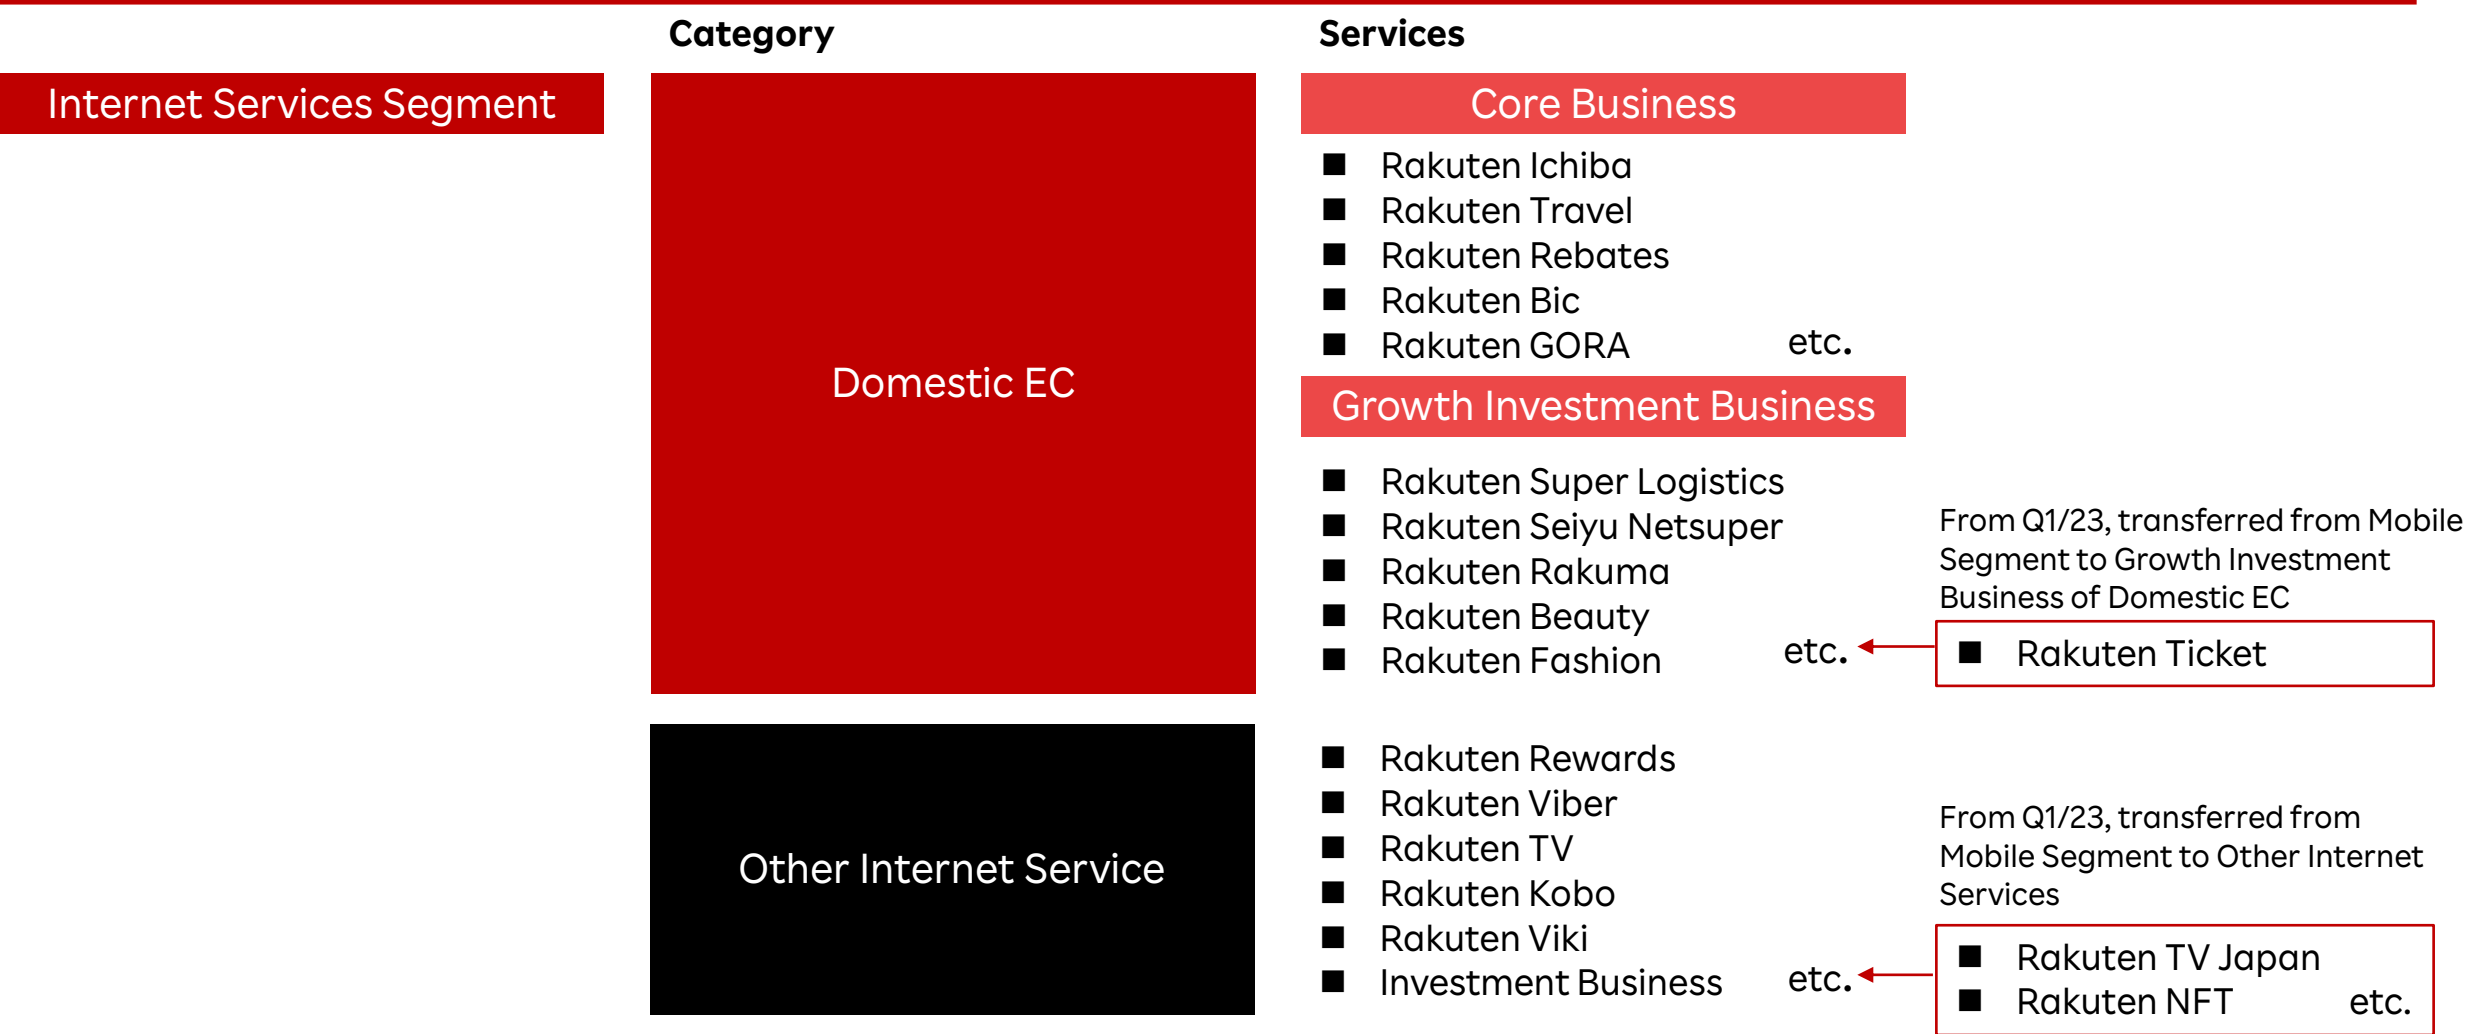 Category
Services
Internet Services Segment
Domestic EC
Core Business
Rakuten Ichiba
Rakuten Travel
Rakuten Rebates
Rakuten Bic
Rakuten GORA
etc.
Growth Investment Business
Rakuten Super Logistics
Rakuten Seiyu Netsuper
Rakuten Rakuma
Rakuten Beauty
Rakuten Fashion
etc.
From Q1/23, transferred from Mobile
Segment to Growth Investment
Business of Domestic EC
Rakuten Ticket
Other Internet Service
Rakuten Rewards
Rakuten Viber
Rakuten TV
Rakuten Kobo
Rakuten Viki
Investment Business
etc.
From Q1/23, transferred from
Mobile Segment to Other Internet
Services
Rakuten TV Japan
Rakuten NFT
etc.